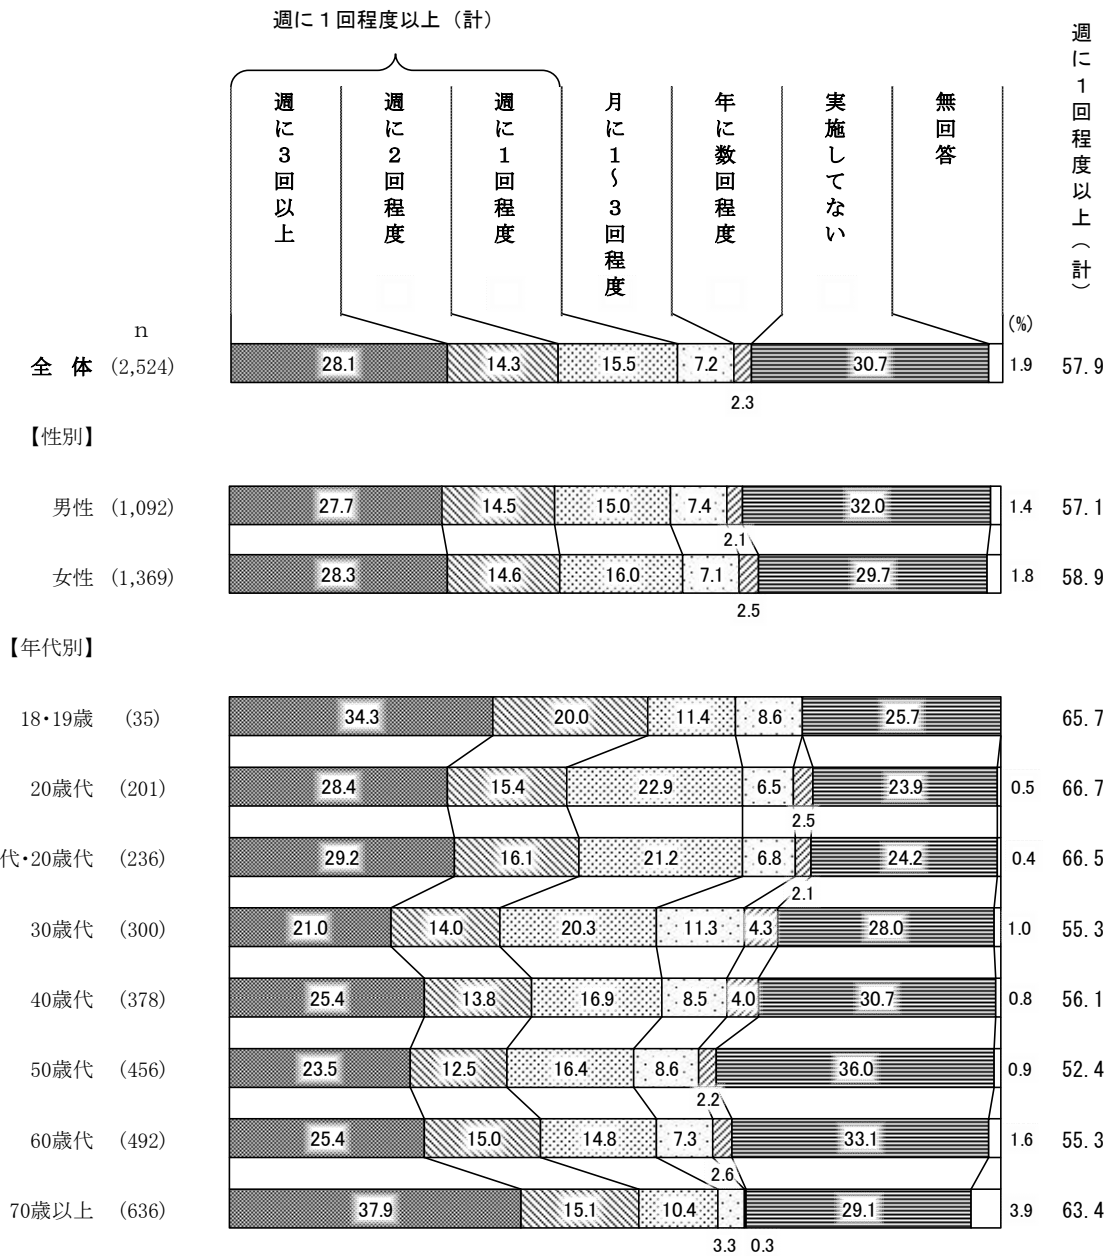 週に１回程度以上（計）
週に３回以上
週に２回程度
週に１回程度
月に１～３回程度
年に数回程度
実施してない
無回答
週に１回程度以上（計）
n
(%)
全 体 (2,524) 28.1 14.3 15.5 7.2 30.7 1.9 57.9
2.3
【性別】
男性 (1,092) 27.7 14.5 15.0 7.4 32.0 1.4 57.1
2.1
女性 (1,369) 28.3 14.6 16.0 7.1 29.7 1.8 58.9
2.5
【年代別】
18・19歳 (35) 34.3 20.0 11.4 8.6 25.7 65.7
20歳代 (201) 28.4 15.4 22.9 6.5 23.9 0.5 66.7
2.5
代・20歳代 (236) 29.2 16.1 21.2 6.8 24.2 0.4 66.5
2.1
30歳代 (300) 21.0 14.0 20.3 11.3 4.3 28.0 1.0 55.3
40歳代 (378) 25.4 13.8 16.9 8.5 4.0 30.7 0.8 56.1
50歳代 (456) 23.5 12.5 16.4 8.6 36.0 0.9 52.4
2.2
60歳代 (492) 25.4 15.0 14.8 7.3 33.1 1.6 55.3
2.6
70歳以上 (636) 37.9 15.1 10.4 29.1 3.9 63.4
3.3 0.3